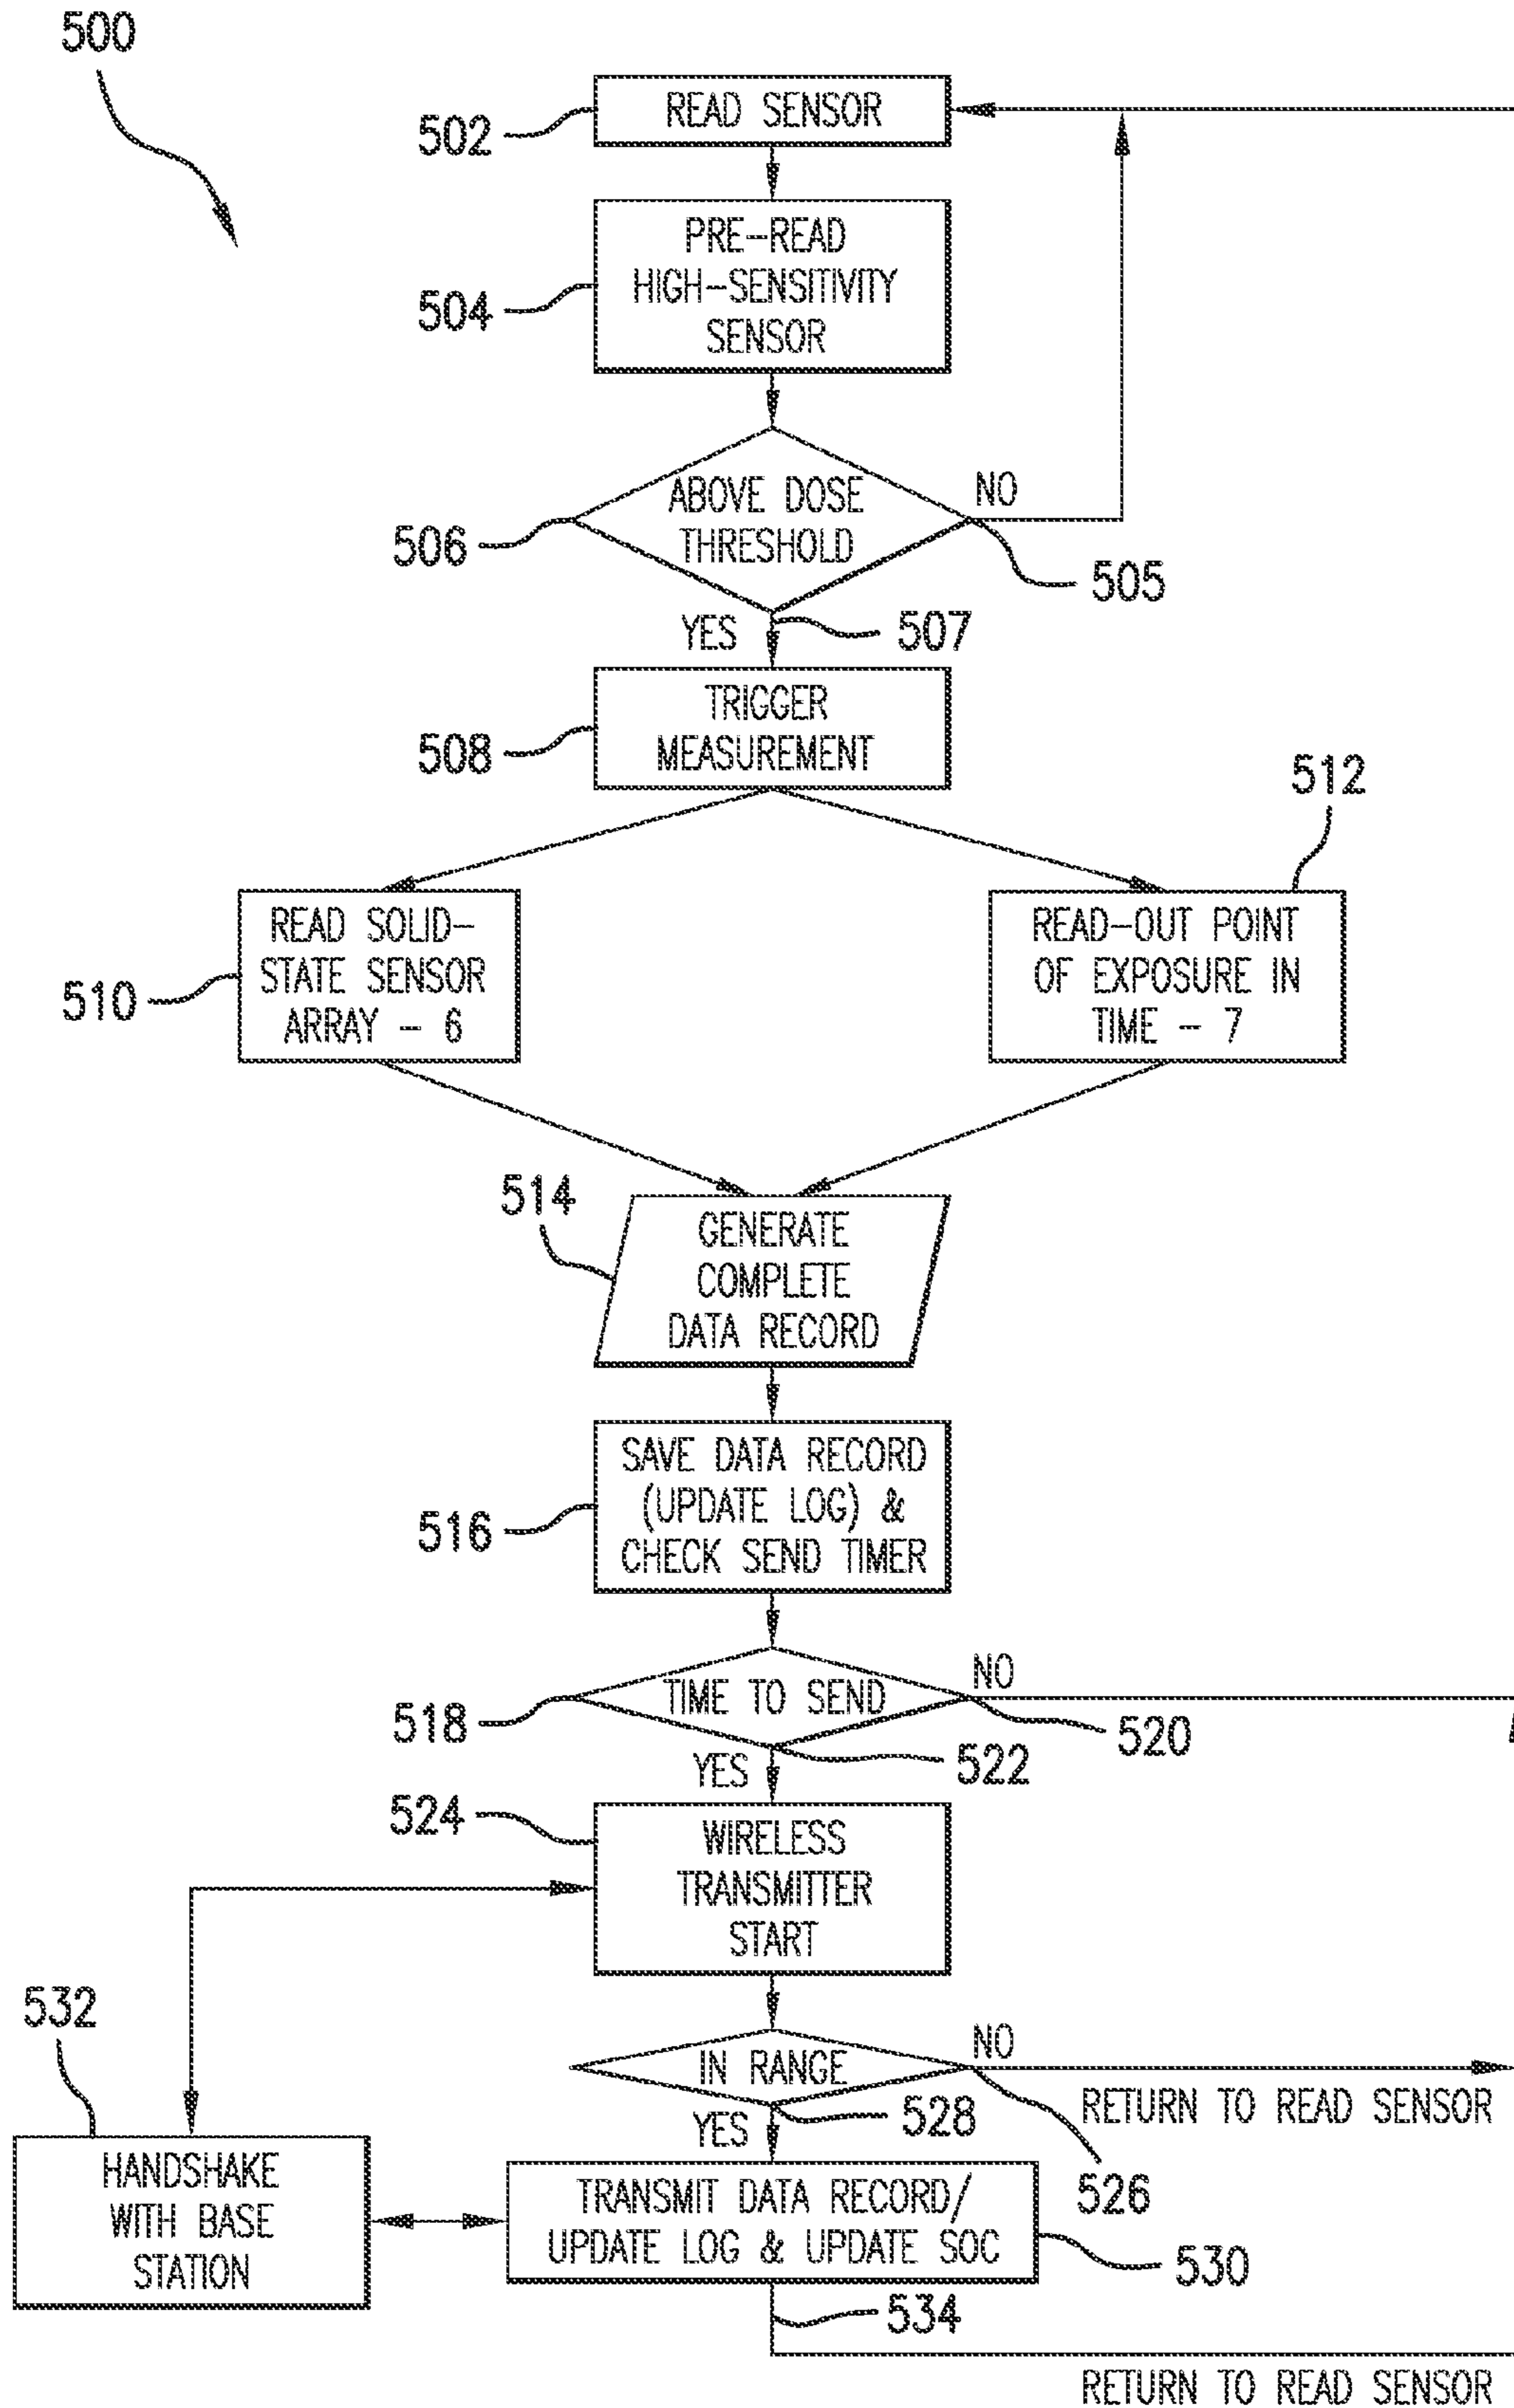 500
READ SENSOR
502
PRE-READ
HIGH-SENSITIVITY
SENSOR
504
ABOVE DOSE
THRESHOLD
NO
506
505
YES
507
TRIGGER
MEASUREMENT
508
512
READ SOLID-
STATE SENSOR
ARRAY - 6
510
READ-OUT POINT
OF EXPOSURE IN
TIME - 7
514
GENERATE
COMPLETE
DATA RECORD
SAVE DATA RECORD
(UPDATE LOG) &
CHECK SEND TIMER
516
TIME TO SEND
NO
518
520
YES
522
524
WIRELESS
TRANSMITTER
START
532
IN RANGE
NO
RETURN TO READ SENSOR
YES
528
526
HANDSHAKE
WITH BASE
STATION
TRANSMIT DATA RECORD/
UPDATE LOG & UPDATE SOC
530
534
RETURN TO READ SENSOR